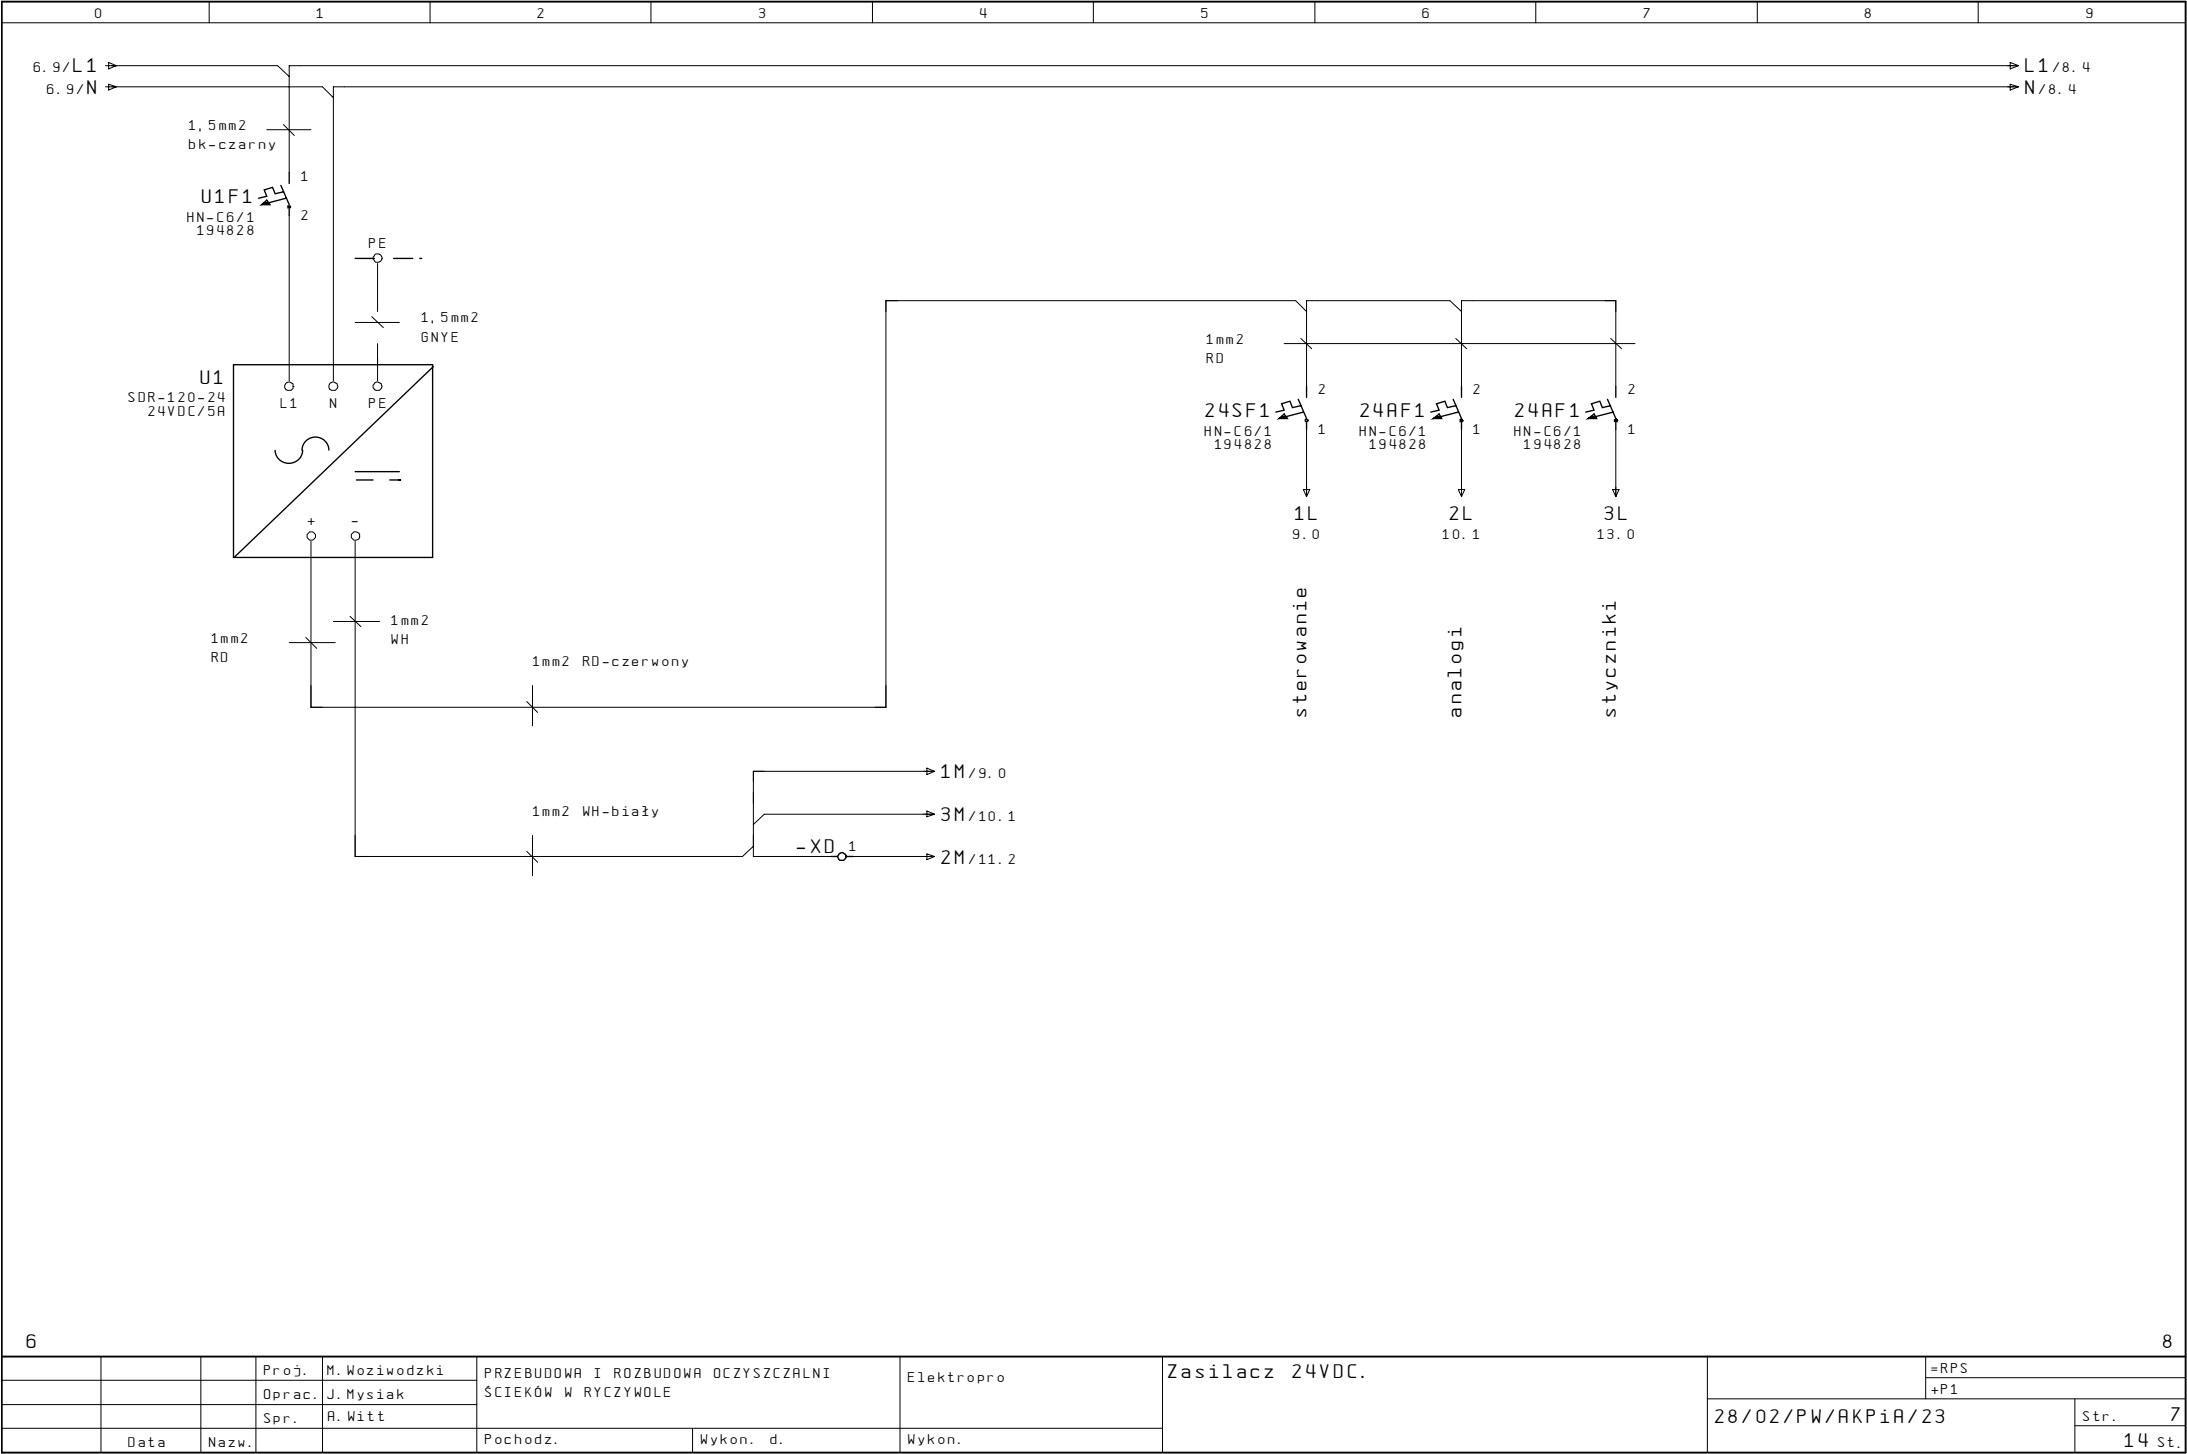 0 1 2 3 4 5 6 7 8 9
6.9/L1 L1/8.4
6.9/N N/8.4
1,5mm2
bk-czarny
1
U1F1
HN-C6/1
194828
2
PE
1,5mm2
GNYE
U1
SDR-120-24
24VDC/5A
L1 N PE
+ -
1mm2
RD
1mm2
WH
1mm2 RD-czerwony
1mm2 WH-biały
1M/9.0
3M/10.1
-XD 1
2M/11.2
1mm2
RD
2 2 2
24SF1 24AF1 24AF1
HN-C6/1 HN-C6/1 HN-C6/1
194828 194828 194828
1 1 1
1L 2L 3L
9.0 10.1 13.0
sterowanie
analogi
styczniki
6 8
Proj. M.Woziwodzki
Oprac. J.Mysiak
Spr. A.Witt
Data Nazw.
PRZEBUDOWA I ROZBUDOWA OCZYSZCZALNI
ŚCIEKÓW W RYCZYWOLE
Pochodz. Wykon. d. Wykon.
Elektropro
Zasilacz 24VDC.
=RPS
+P1
28/02/PW/AKPiA/23
Str. 7
14 St.